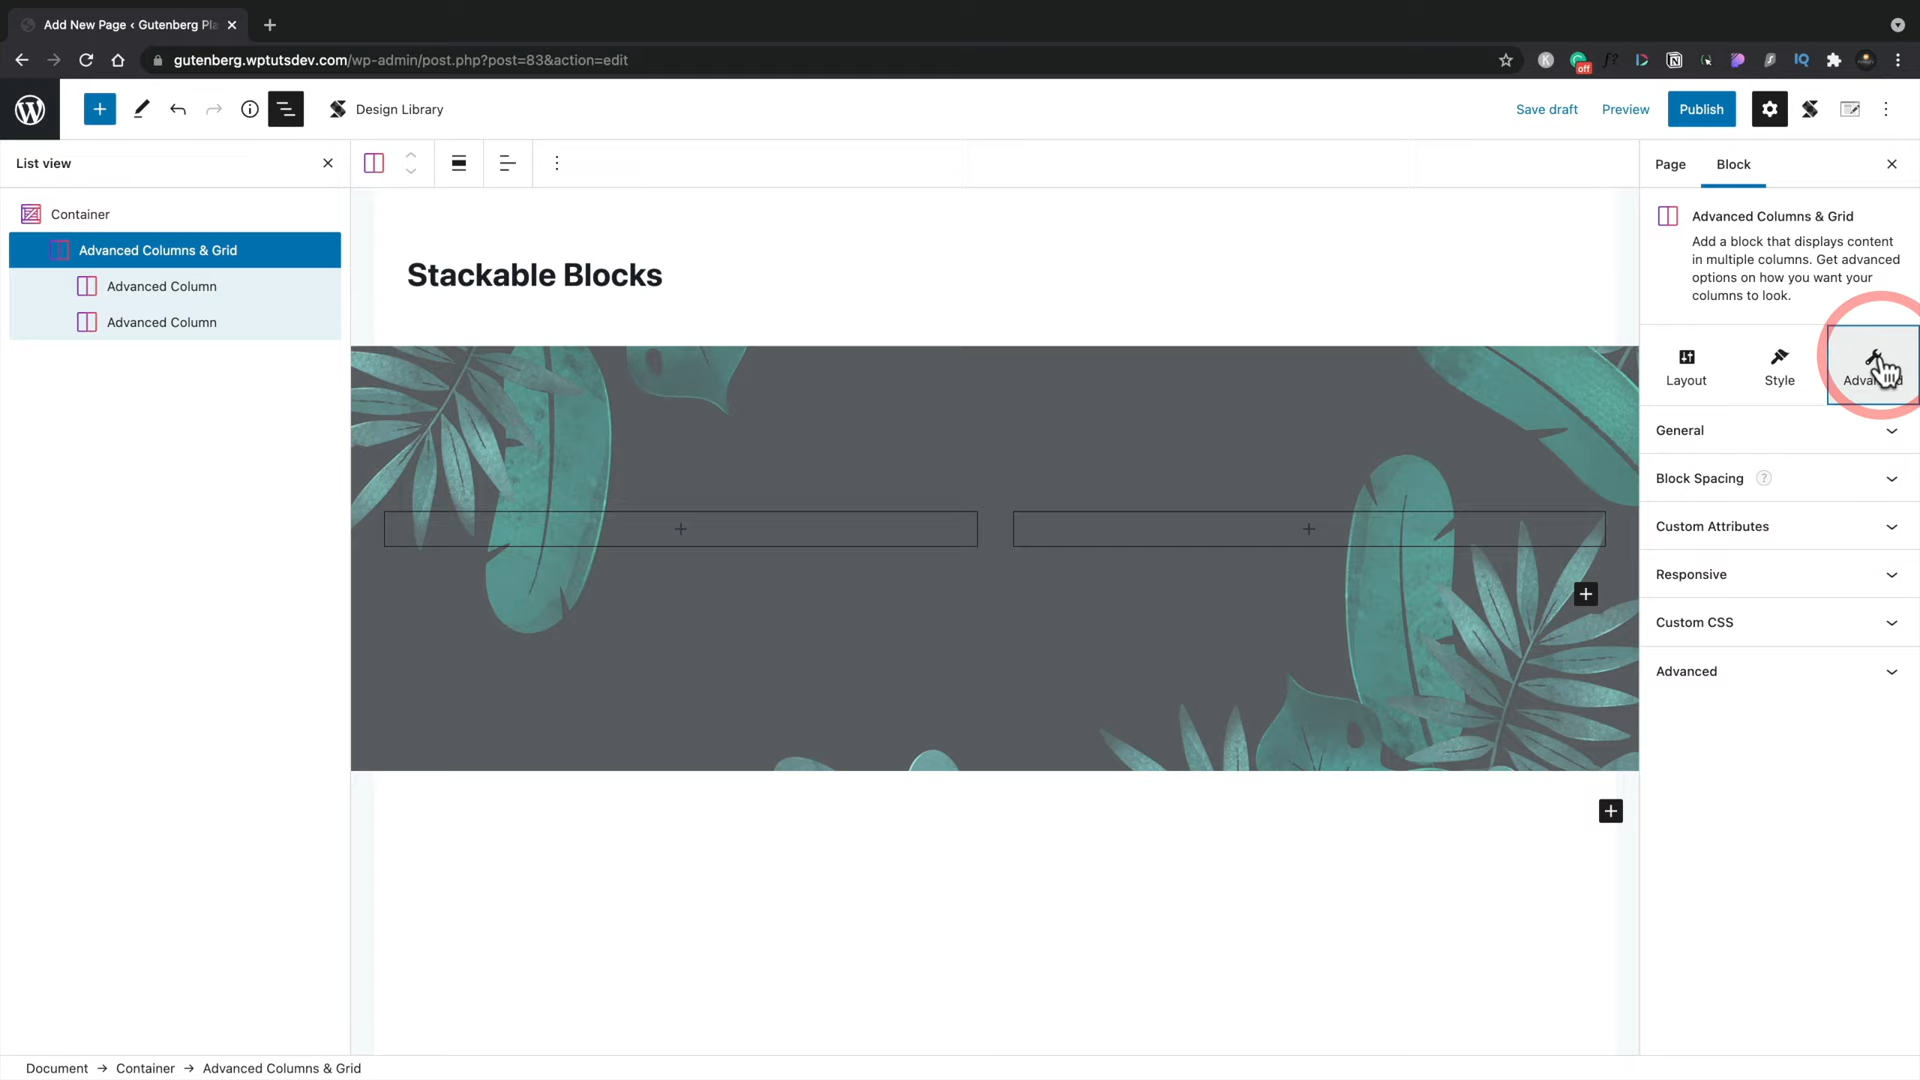 Add New Page ‹ Gutenberg Pla
gutenberg.wptutsdev.com/wp-admin/post.php?post=83&action=edit
off
Design Library
Save draft
Preview
Publish
List view
Page
Block
Container
Advanced Columns & Grid
Advanced Column
Advanced Column
Stackable Blocks
Advanced Columns & Grid
Add a block that displays content
in multiple columns. Get advanced
options on how you want your
columns to look.
Layout
Style
General
Block Spacing ?
Custom Attributes
Responsive
Custom CSS
Advanced
Document → Container → Advanced Columns & Grid